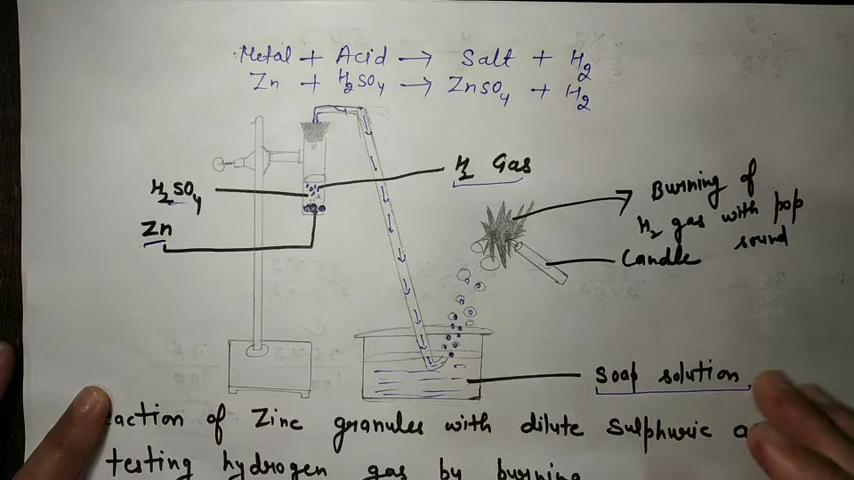 Metal + Acid → Salt + H₂
Zn + H₂SO₄ → ZnSO₄ + H₂
H₂ Gas
H₂SO₄
Zn
Burning of
H₂ gas with pop
sound
Candle
Soap solution
action of Zinc granules with dilute Sulphuric a
testing hydrogen gas by burning